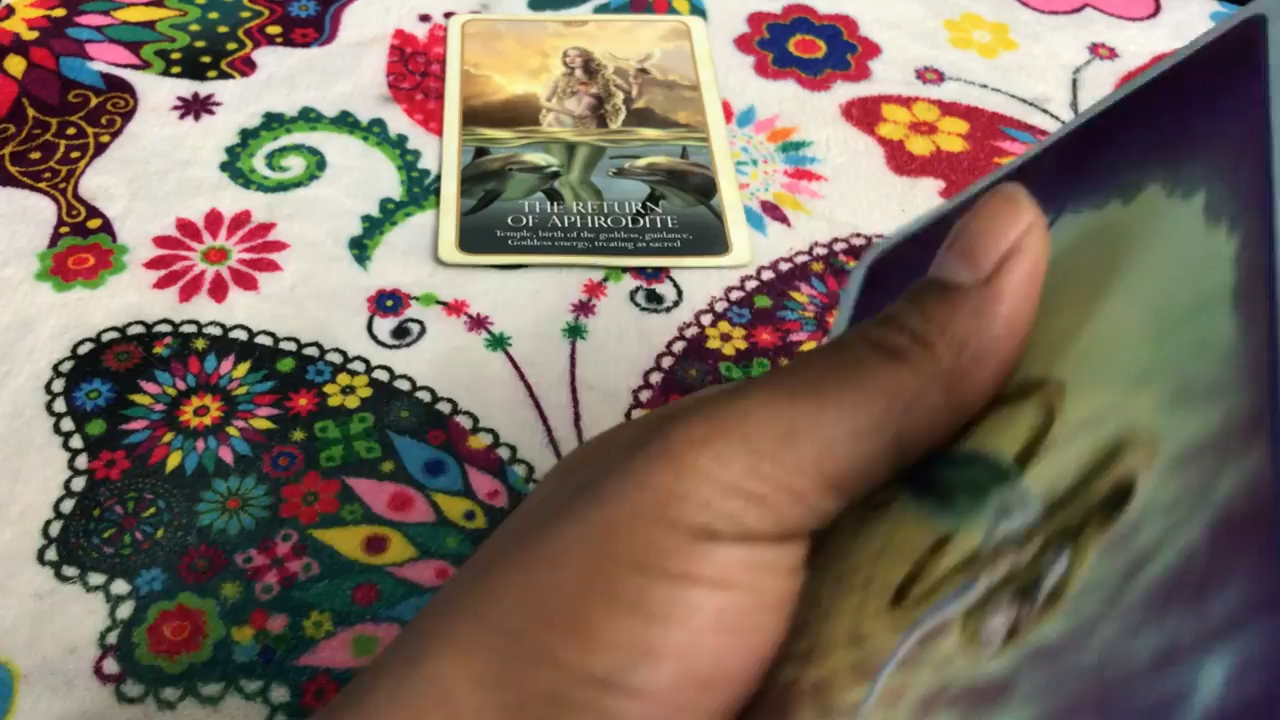 THE RETURN
OF APHRODITE
Temple, birth of the goddess, guidance,
Goddess energy, treating as sacred